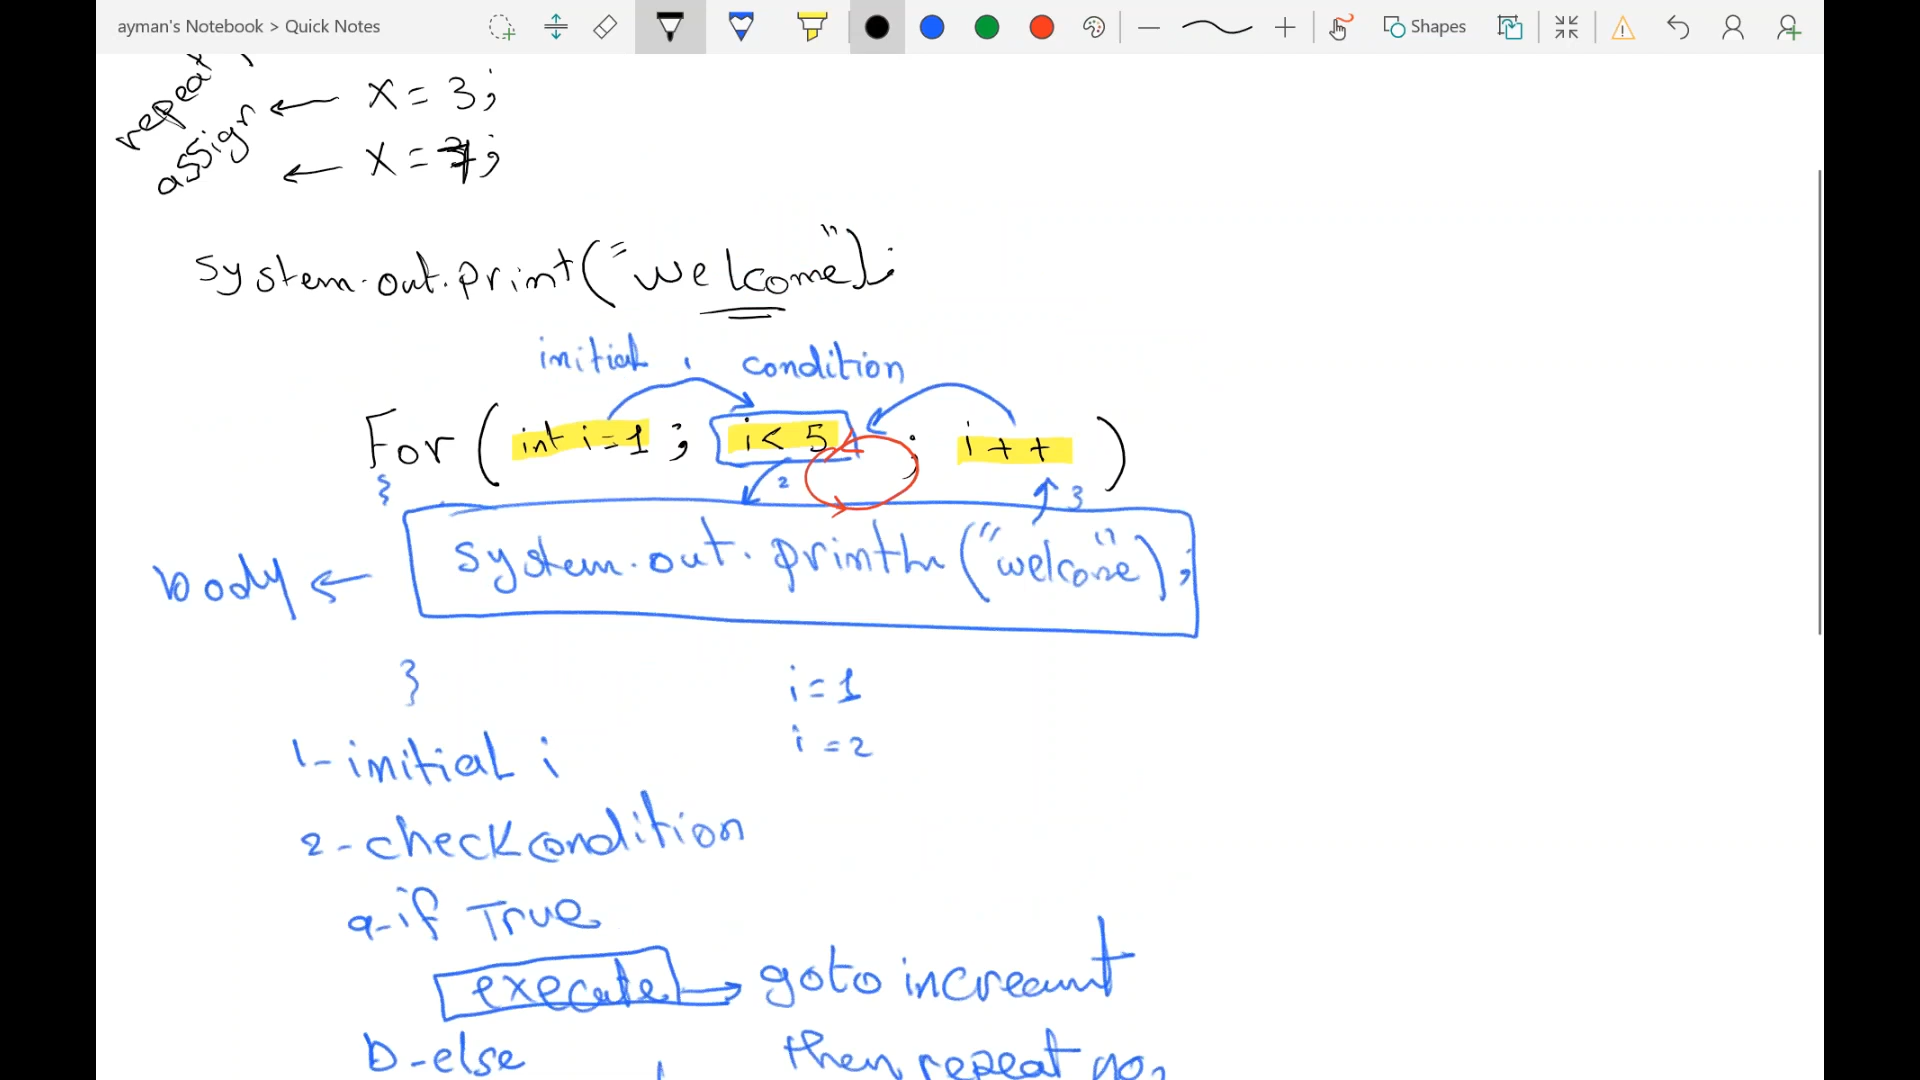 ayman's Notebook > Quick Notes
Shapes
repeat
assign ← x = 3;
← x = 7;
system.out.print("welcome");
initial , condition
For ( int i=1 ; i < 5 ; i++ )
{
2
3
body ← system.out.println("welcome");
}
i = 1
i = 2
1- initial i
2- check condition
a- if True
execute → goto increamnt
b- else
then repeat no.